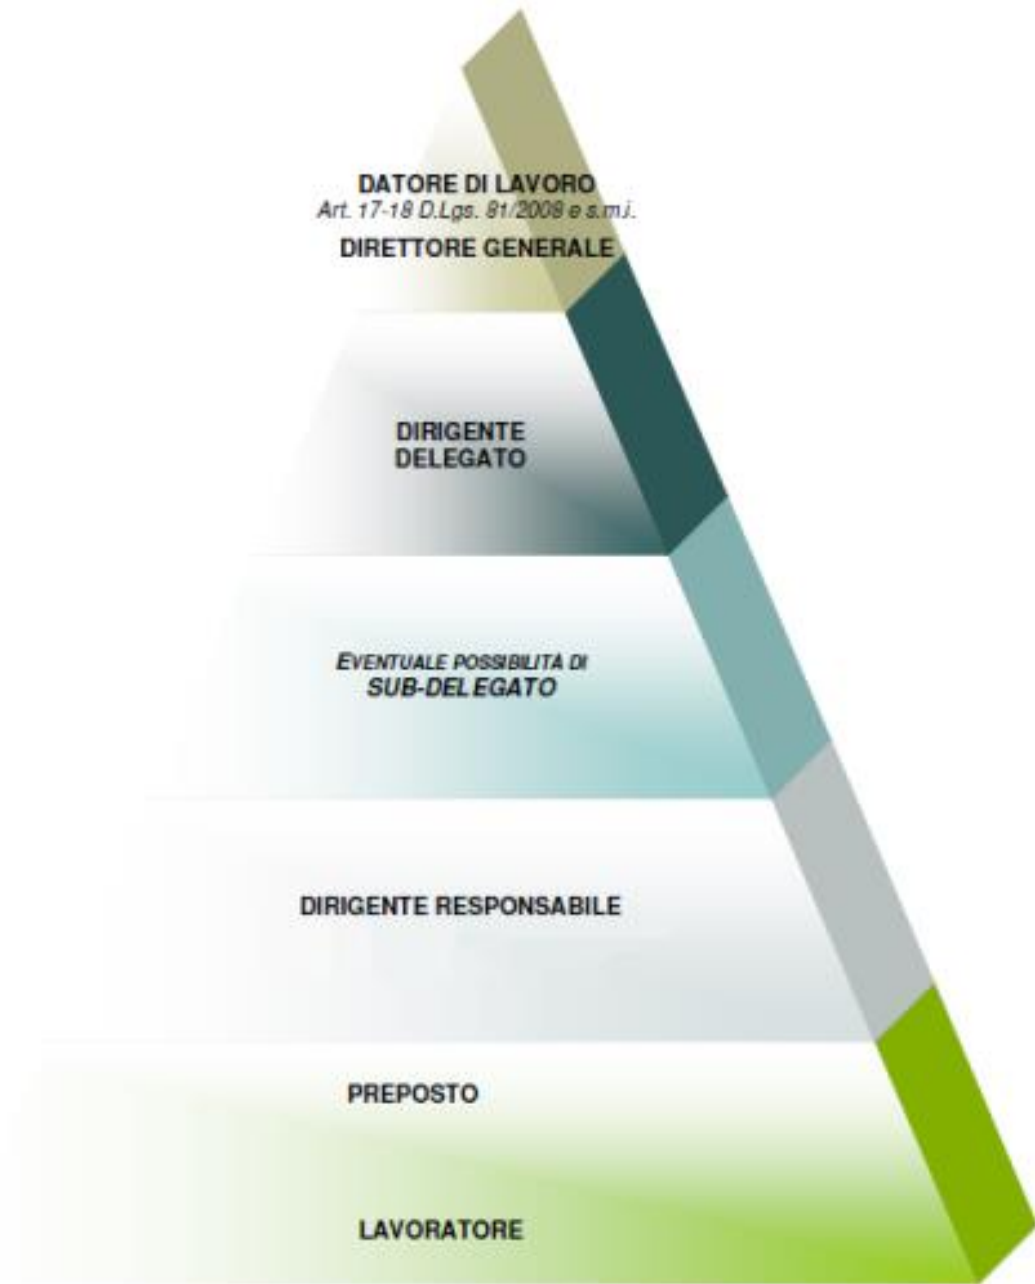 DATORE DI LAVORO
Art. 17-18 D.Lgs. 81/2008 e s.m.i.
DIRETTORE GENERALE
DIRIGENTE
DELEGATO
EVENTUALE POSSIBILITÀ DI
SUB-DELEGATO
DIRIGENTE RESPONSABILE
PREPOSTO
LAVORATORE